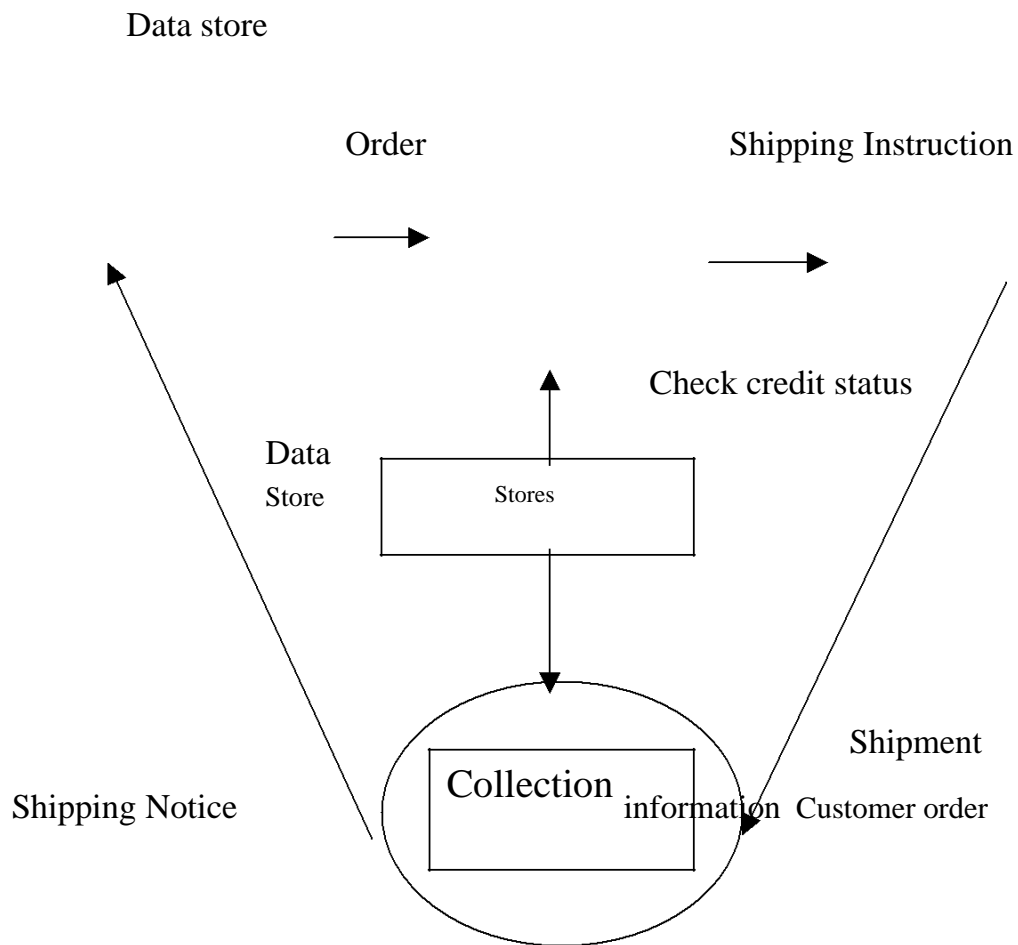 Data store
Order Shipping Instruction
Check credit status
Data
Store Stores
Shipment
Shipping Notice Collection information Customer order